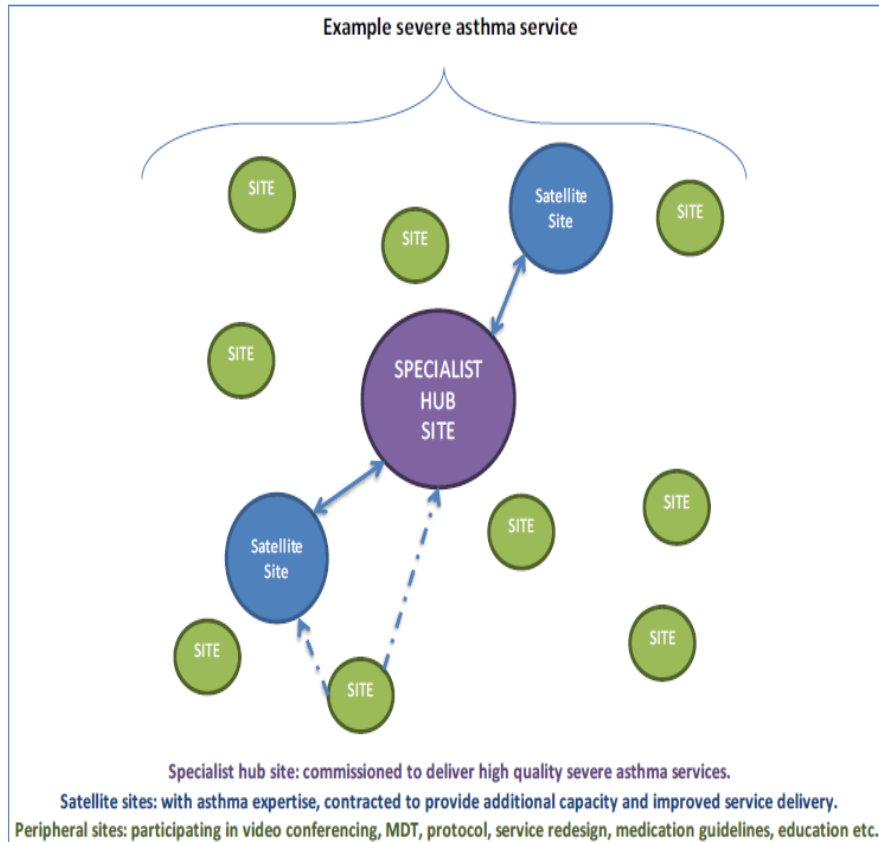 Example severe asthma service
SITE
Satellite
Site
SITE
SITE
SITE
SPECIALIST
HUB
SITE
SITE
SITE
Satellite
Site
SITE
SITE
SITE
Specialist hub site: commissioned to deliver high quality severe asthma services.
Satellite sites: with asthma expertise, contracted to provide additional capacity and improved service delivery.
Peripheral sites: participating in video conferencing, MDT, protocol, service redesign, medication guidelines, education etc.